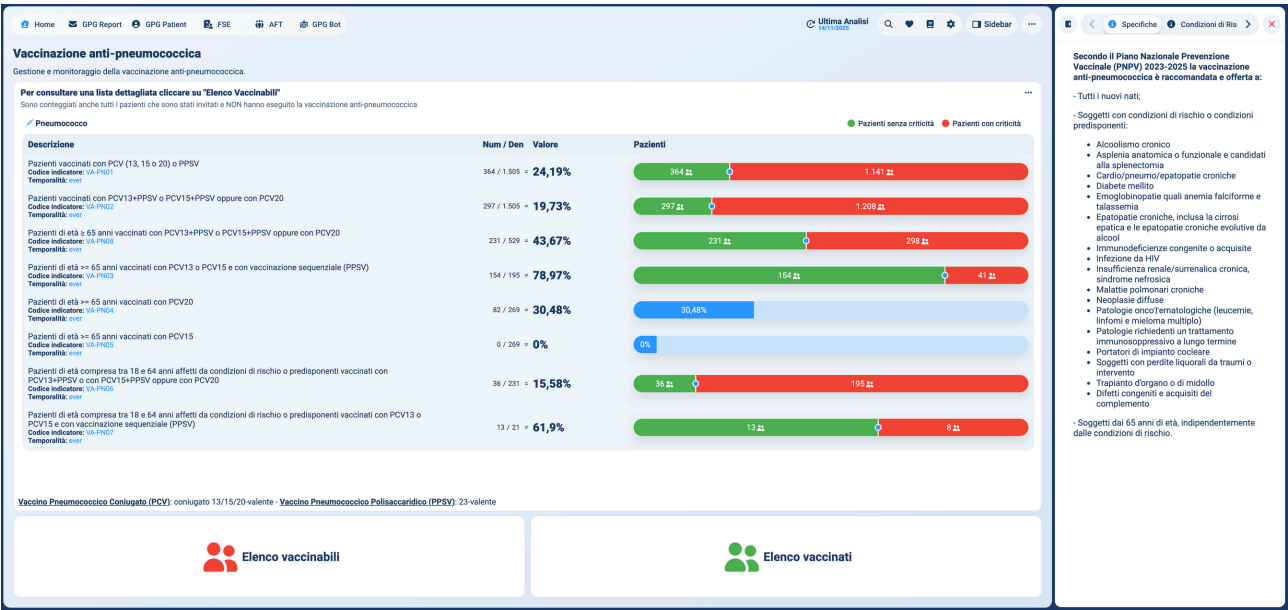 Home GPG Report GPG Patient FSE AFT GPG Bot Ultima Analisi Sidebar ...
14/11/2025
Vaccinazione anti-pneumococcica
Gestione e monitoraggio della vaccinazione anti-pneumococcica.
Per consultare una lista dettagliata cliccare su "Elenco Vaccinabili" ...
Sono conteggiati anche tutti i pazienti che sono stati invitati e NON hanno eseguito la vaccinazione anti-pneumococcica
Pneumococco Pazienti senza criticità Pazienti con criticità
Descrizione Num / Den Valore Pazienti
Pazienti vaccinati con PCV (13, 15 o 20) o PPSV
Codice indicatore: VA-PN01
Temporalità: ever
364 / 1.505 = 24,19% 364 1.141
Pazienti vaccinati con PCV13+PPSV o PCV15+PPSV oppure con PCV20
Codice indicatore: VA-PN02
Temporalità: ever
297 / 1.505 = 19,73% 297 1.208
Pazienti di età ≥ 65 anni vaccinati con PCV13+PPSV o PCV15+PPSV oppure con PCV20
Codice indicatore: VA-PN08
Temporalità: ever
231 / 529 = 43,67% 231 298
Pazienti di età >= 65 anni vaccinati con PCV13 o PCV15 e con vaccinazione sequenziale (PPSV)
Codice indicatore: VA-PN03
Temporalità: ever
154 / 195 = 78,97% 154 41
Pazienti di età >= 65 anni vaccinati con PCV20
Codice indicatore: VA-PN04
Temporalità: ever
82 / 269 = 30,48% 30,48%
Pazienti di età >= 65 anni vaccinati con PCV15
Codice indicatore: VA-PN05
Temporalità: ever
0 / 269 = 0% 0%
Pazienti di età compresa tra 18 e 64 anni affetti da condizioni di rischio o predisponenti vaccinati con
PCV13+PPSV o con PCV15+PPSV oppure con PCV20
Codice indicatore: VA-PN06
Temporalità: ever
36 / 231 = 15,58% 36 195
Pazienti di età compresa tra 18 e 64 anni affetti da condizioni di rischio o predisponenti vaccinati con PCV13 o
PCV15 e con vaccinazione sequenziale (PPSV)
Codice indicatore: VA-PN07
Temporalità: ever
13 / 21 = 61,9% 13 8
Vaccino Pneumococcico Coniugato (PCV): coniugato 13/15/20-valente - Vaccino Pneumococcico Polisaccaridico (PPSV): 23-valente
Elenco vaccinabili
Elenco vaccinati
Specifiche Condizioni di Ris
Secondo il Piano Nazionale Prevenzione
Vaccinale (PNPV) 2023-2025 la vaccinazione
anti-pneumococcica è raccomandata e offerta a:
- Tutti i nuovi nati;
- Soggetti con condizioni di rischio o condizioni
predisponenti:
• Alcoolismo cronico
• Asplenia anatomica o funzionale e candidati
alla splenectomia
• Cardio/pneumo/epatopatie croniche
• Diabete mellito
• Emoglobinopatie quali anemia falciforme e
talassemia
• Epatopatie croniche, inclusa la cirrosi
epatica e le epatopatie croniche evolutive da
alcool
• Immunodeficienze congenite o acquisite
• Infezione da HIV
• Insufficienza renale/surrenalica cronica,
sindrome nefrosica
• Malattie polmonari croniche
• Neoplasie diffuse
• Patologie onco'l'ematologiche (leucemie,
linfomi e mieloma multiplo)
• Patologie richiedenti un trattamento
immunosoppressivo a lungo termine
• Portatori di impianto cocleare
• Soggetti con perdite liquorali da traumi o
intervento
• Trapianto d'organo o di midollo
• Difetti congeniti e acquisiti del
complemento
- Soggetti dai 65 anni di età, indipendentemente
dalle condizioni di rischio.